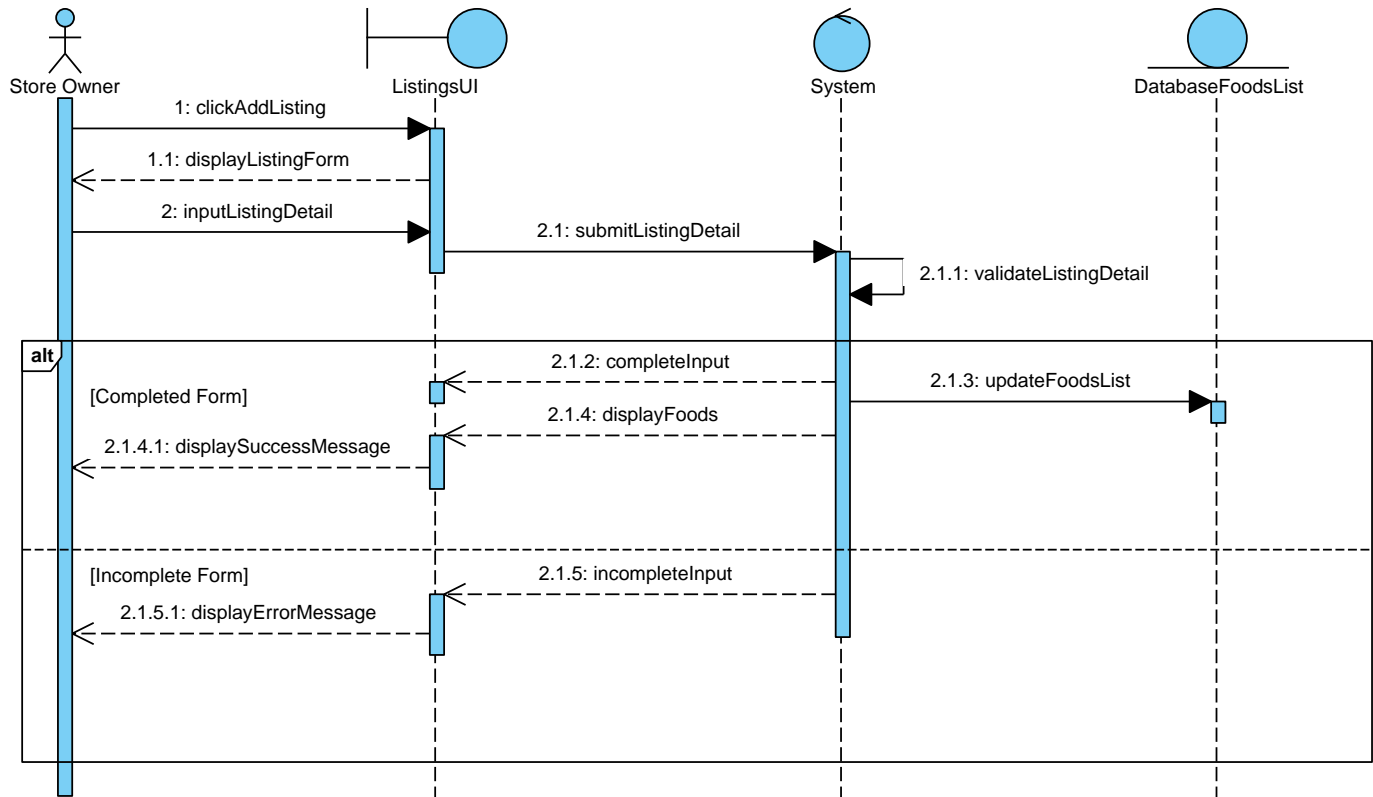 Store Owner
ListingsUI
System
DatabaseFoodsList
1: clickAddListing
1.1: displayListingForm
2: inputListingDetail
2.1: submitListingDetail
2.1.1: validateListingDetail
alt
2.1.2: completeInput
2.1.3: updateFoodsList
[Completed Form]
2.1.4: displayFoods
2.1.4.1: displaySuccessMessage
[Incomplete Form]
2.1.5: incompleteInput
2.1.5.1: displayErrorMessage